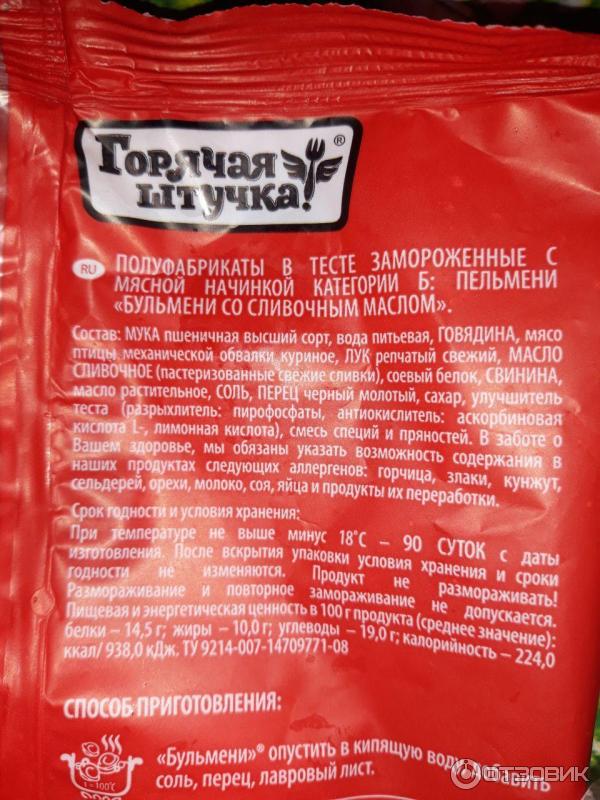 ГОРЯЧАЯ
ШТУЧКА!
®
RU ПОЛУФАБРИКАТЫ В ТЕСТЕ ЗАМОРОЖЕННЫЕ С
МЯСНОЙ НАЧИНКОЙ КАТЕГОРИИ Б: ПЕЛЬМЕНИ
«БУЛЬМЕНИ СО СЛИВОЧНЫМ МАСЛОМ».
Состав: МУКА пшеничная высший сорт, вода питьевая, ГОВЯДИНА, мясо
птицы механической обвалки куриное, ЛУК репчатый свежий, МАСЛО
СЛИВОЧНОЕ (пастеризованные свежие сливки), соевый белок, СВИНИНА,
масло растительное, СОЛЬ, ПЕРЕЦ черный молотый, сахар, улучшитель
теста (разрыхлитель: пирофосфаты, антиокислитель: аскорбиновая
кислота L-, лимонная кислота), смесь специй и пряностей. В заботе о
Вашем здоровье, мы обязаны указать возможность содержания в
наших продуктах следующих аллергенов: горчица, злаки, кунжут,
сельдерей, орехи, молоко, соя, яйца и продукты их переработки.
Срок годности и условия хранения:
При температуре не выше минус 18°С – 90 СУТОК с даты
изготовления. После вскрытия упаковки условия хранения и сроки
годности не изменяются. Продукт не размораживать!
Размораживание и повторное замораживание не допускается.
Пищевая и энергетическая ценность в 100 г продукта (среднее значение):
белки – 14,5 г; жиры – 10,0 г; углеводы – 19,0 г; калорийность – 224,0
ккал/ 938,0 кДж. ТУ 9214-007-14709771-08
СПОСОБ ПРИГОТОВЛЕНИЯ:
«Бульмени»® опустить в кипящую воду, добавить
соль, перец, лавровый лист.
t = 100°C
ОТЗОВИК